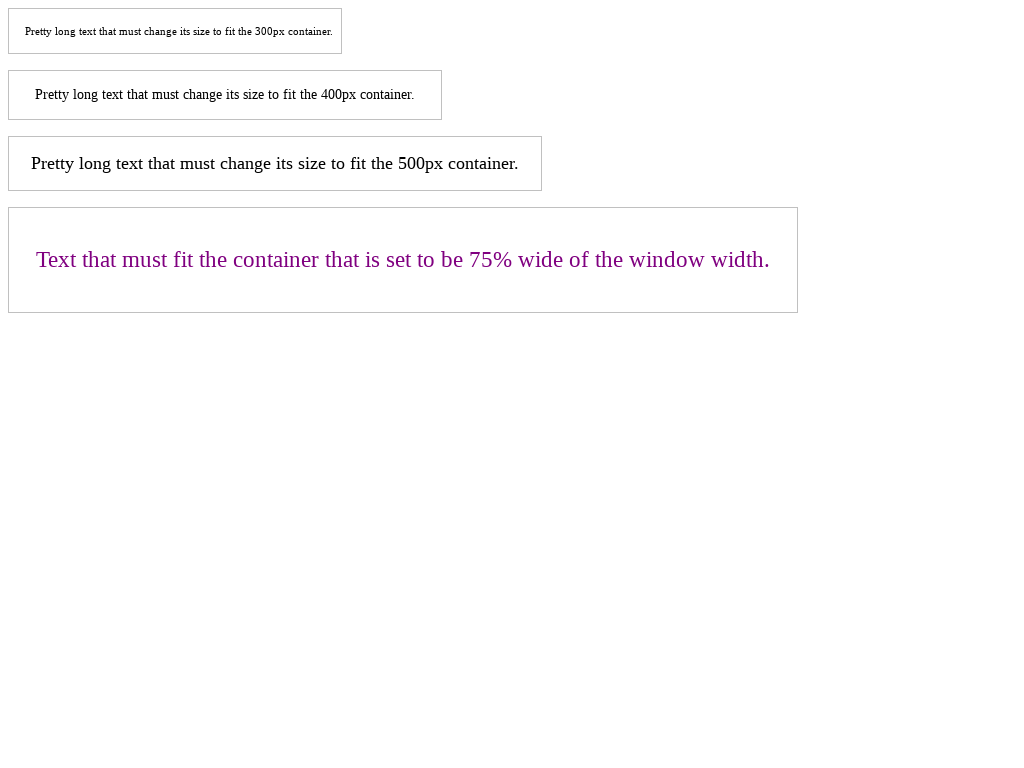 Pretty long text that must change its size to fit the 300px container.
Pretty long text that must change its size to fit the 400px container.
Pretty long text that must change its size to fit the 500px container.
Text that must fit the container that is set to be 75% wide of the window width.